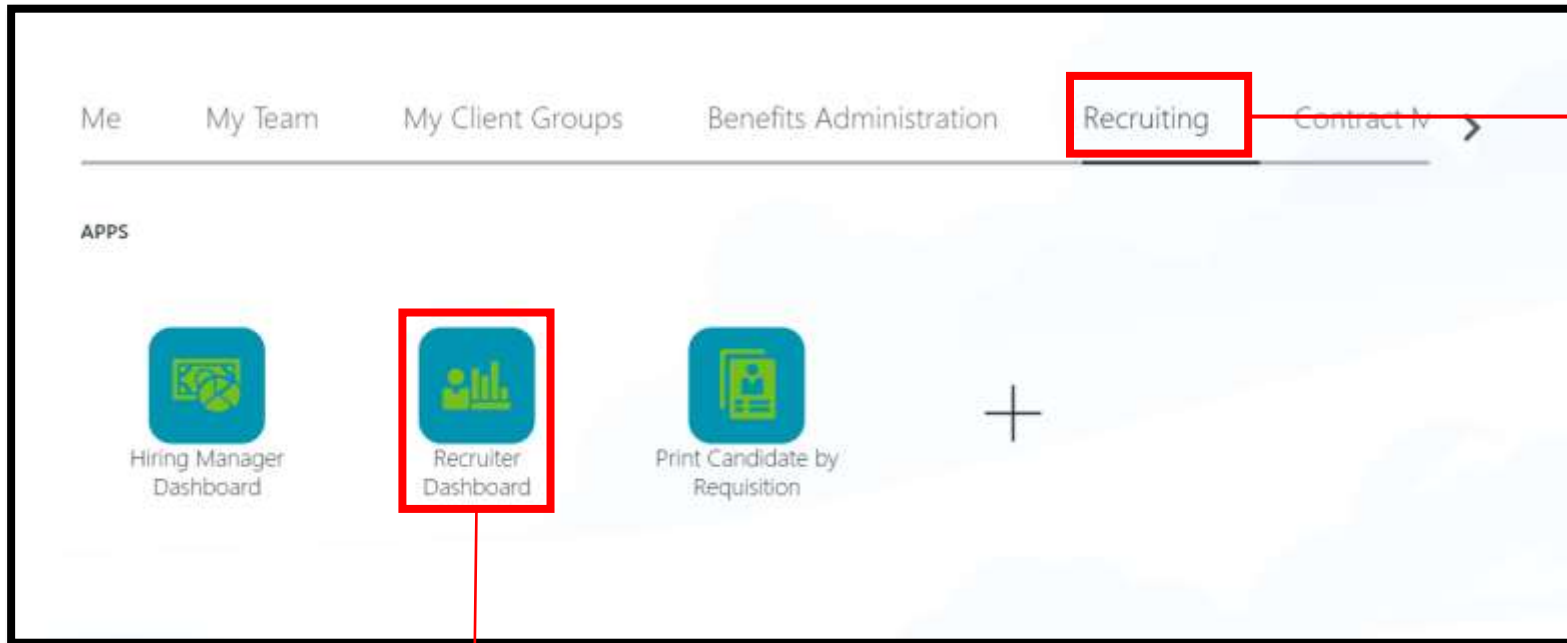 Me My Team My Client Groups Benefits Administration Recruiting Contract
APPS
Hiring Manager
Dashboard
Recruiter
Dashboard
Print Candidate by
Requisition